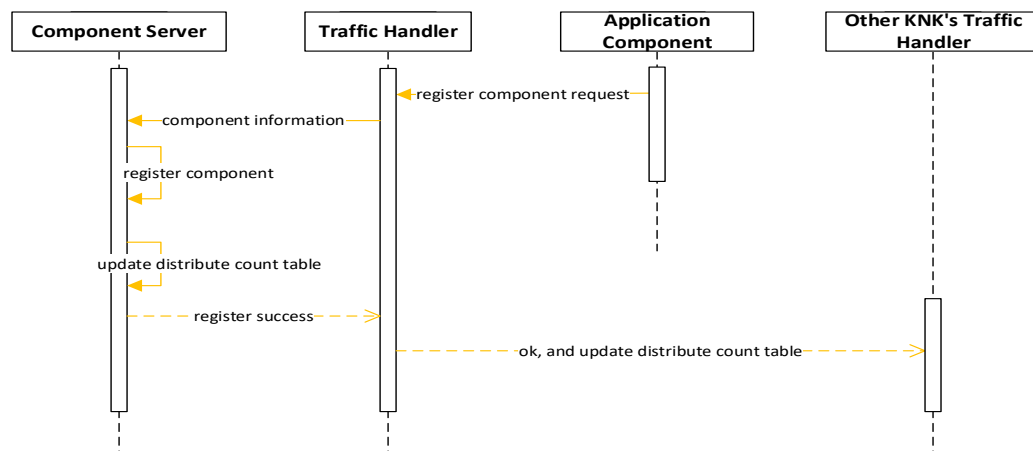 Component Server
Traffic Handler
Application
Component
Other KNK's Traffic
Handler
register component request
component information
register component
update distribute count table
register success
ok, and update distribute count table